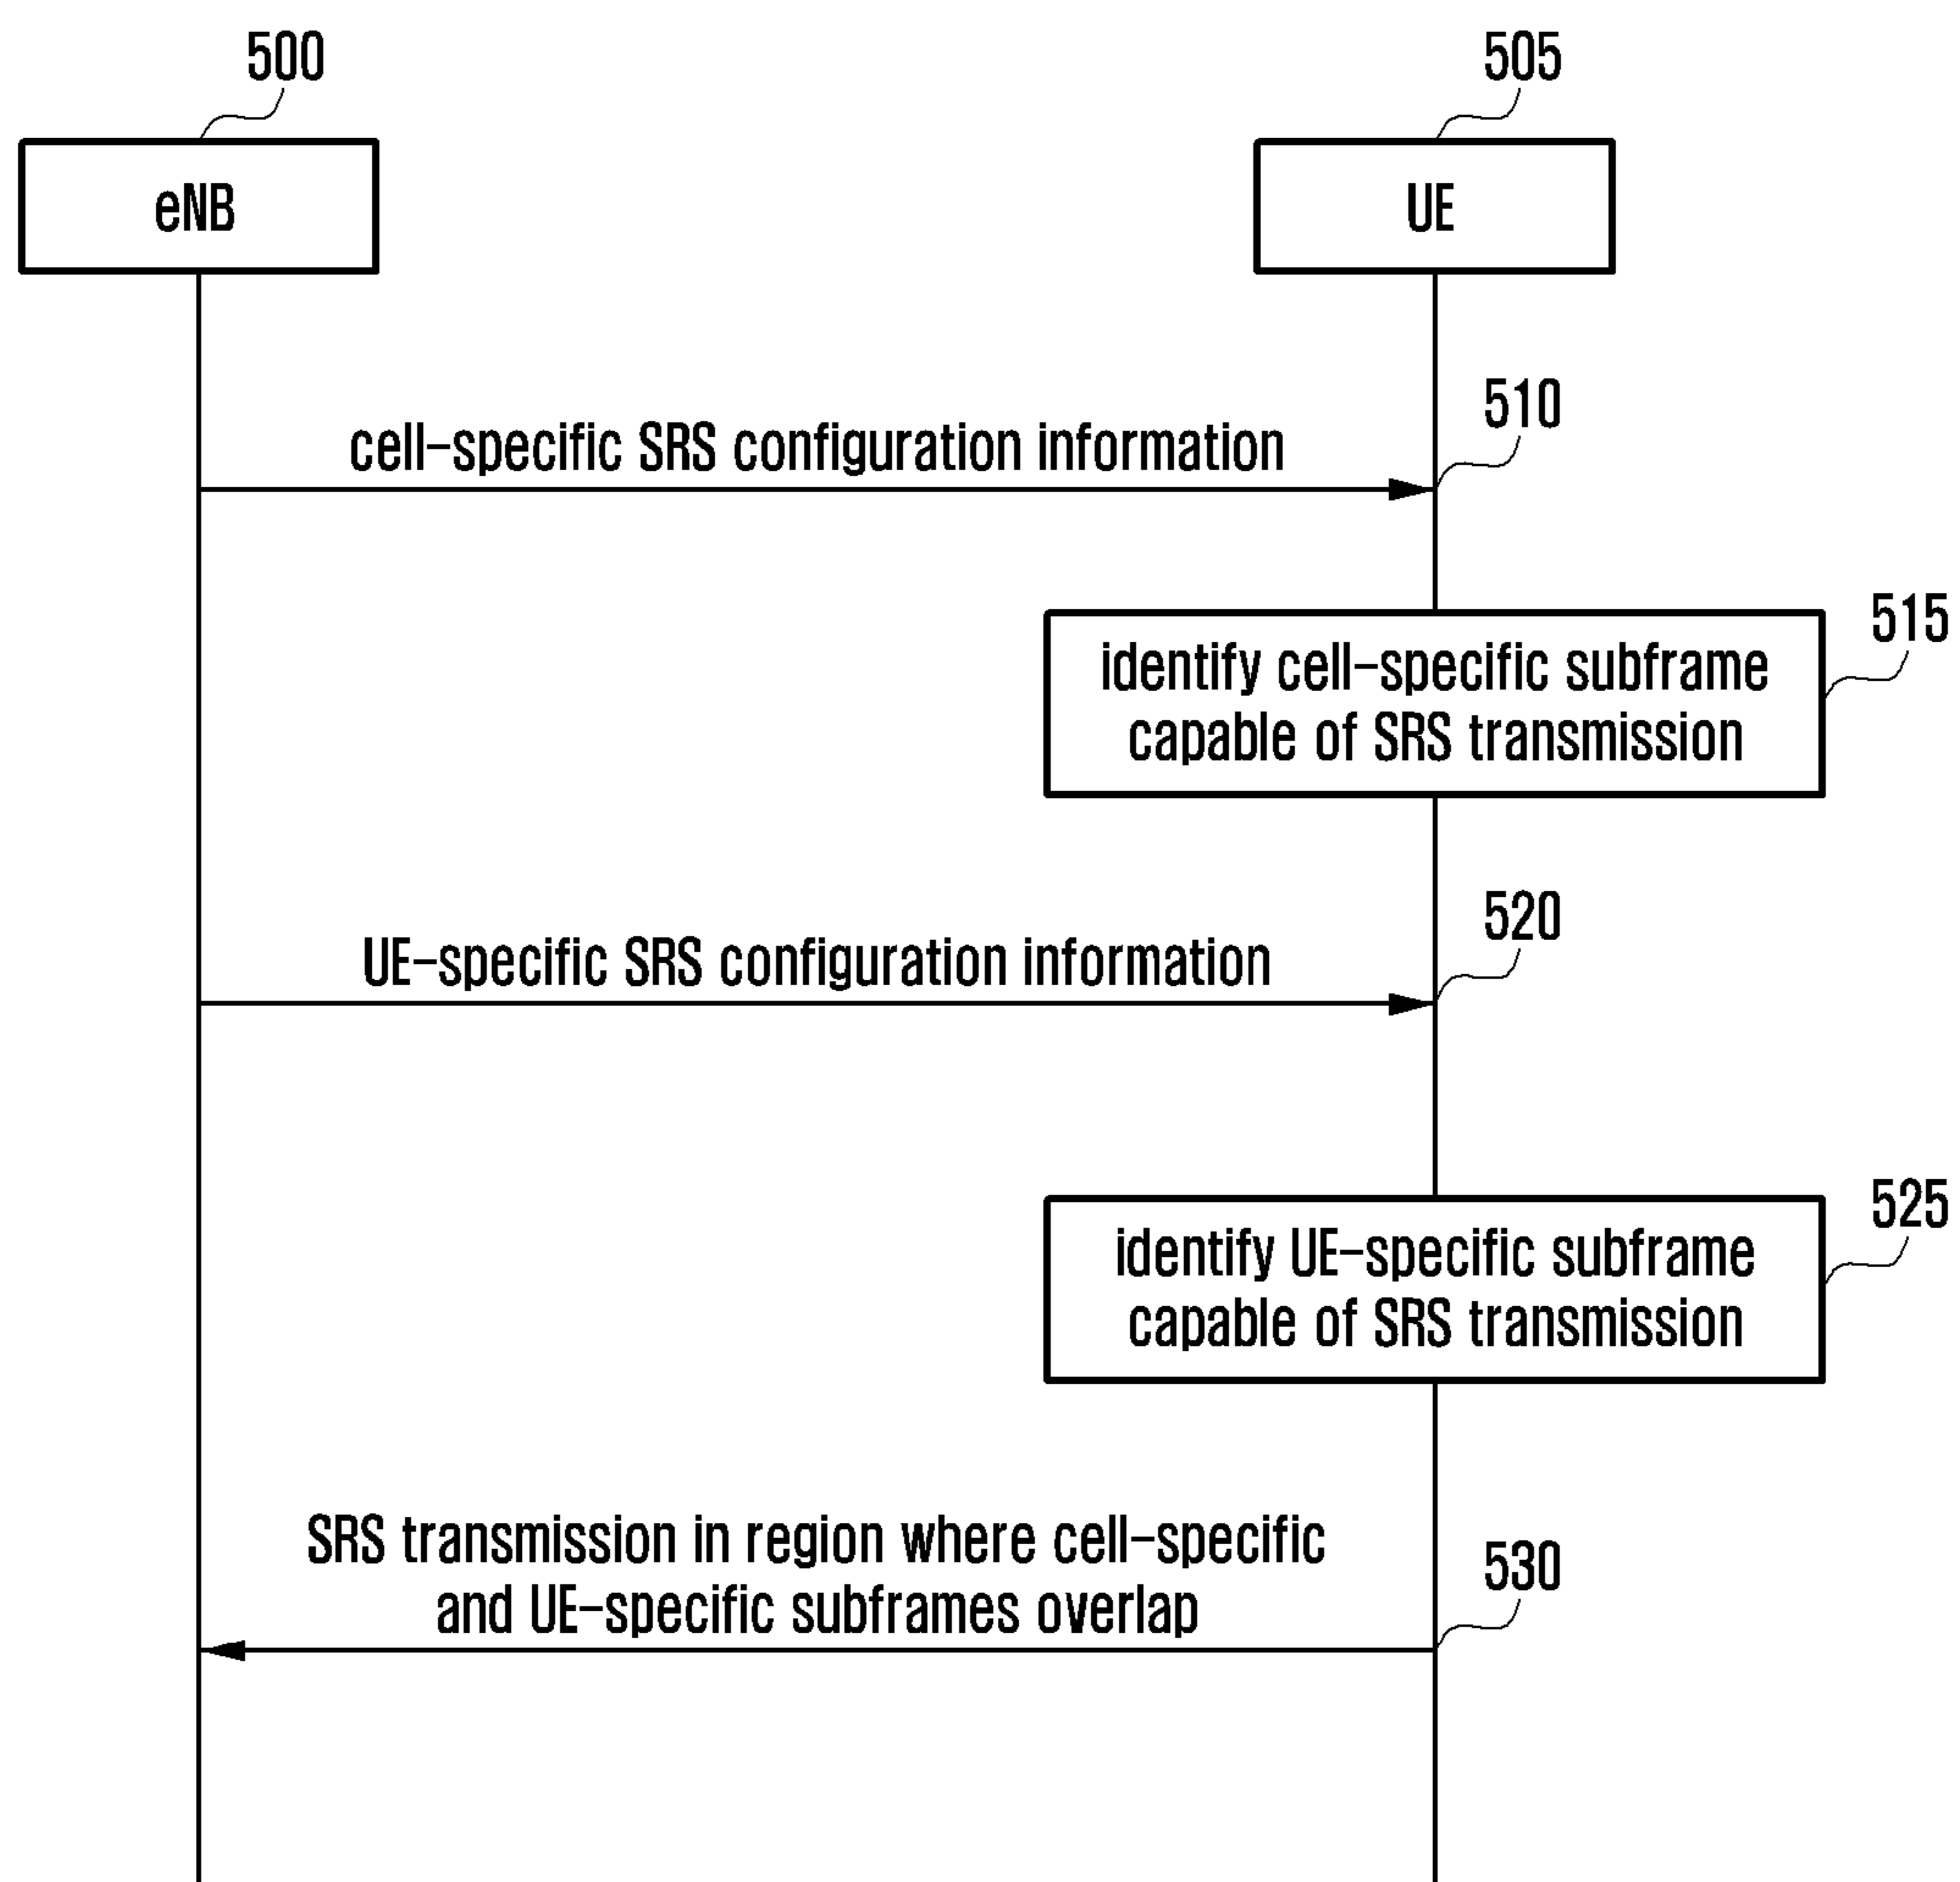 500
505
eNB
UE
510
cell-specific SRS configuration information
515
identify cell-specific subframe
capable of SRS transmission
520
UE-specific SRS configuration information
525
identify UE-specific subframe
capable of SRS transmission
SRS transmission in region where cell-specific
530
and UE-specific subframes overlap